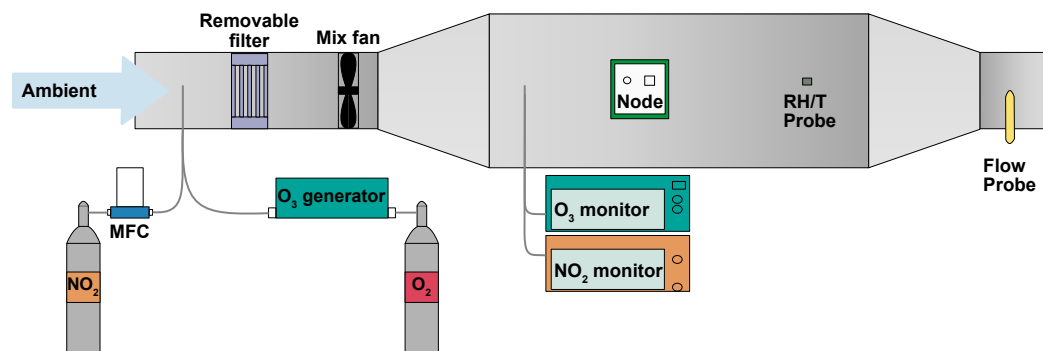 Removable
filter
Mix fan
Ambient
Node
RH/T
Probe
Flow
Probe
O₃ generator
MFC
O₃ monitor
NO₂ monitor
NO₂
O₂